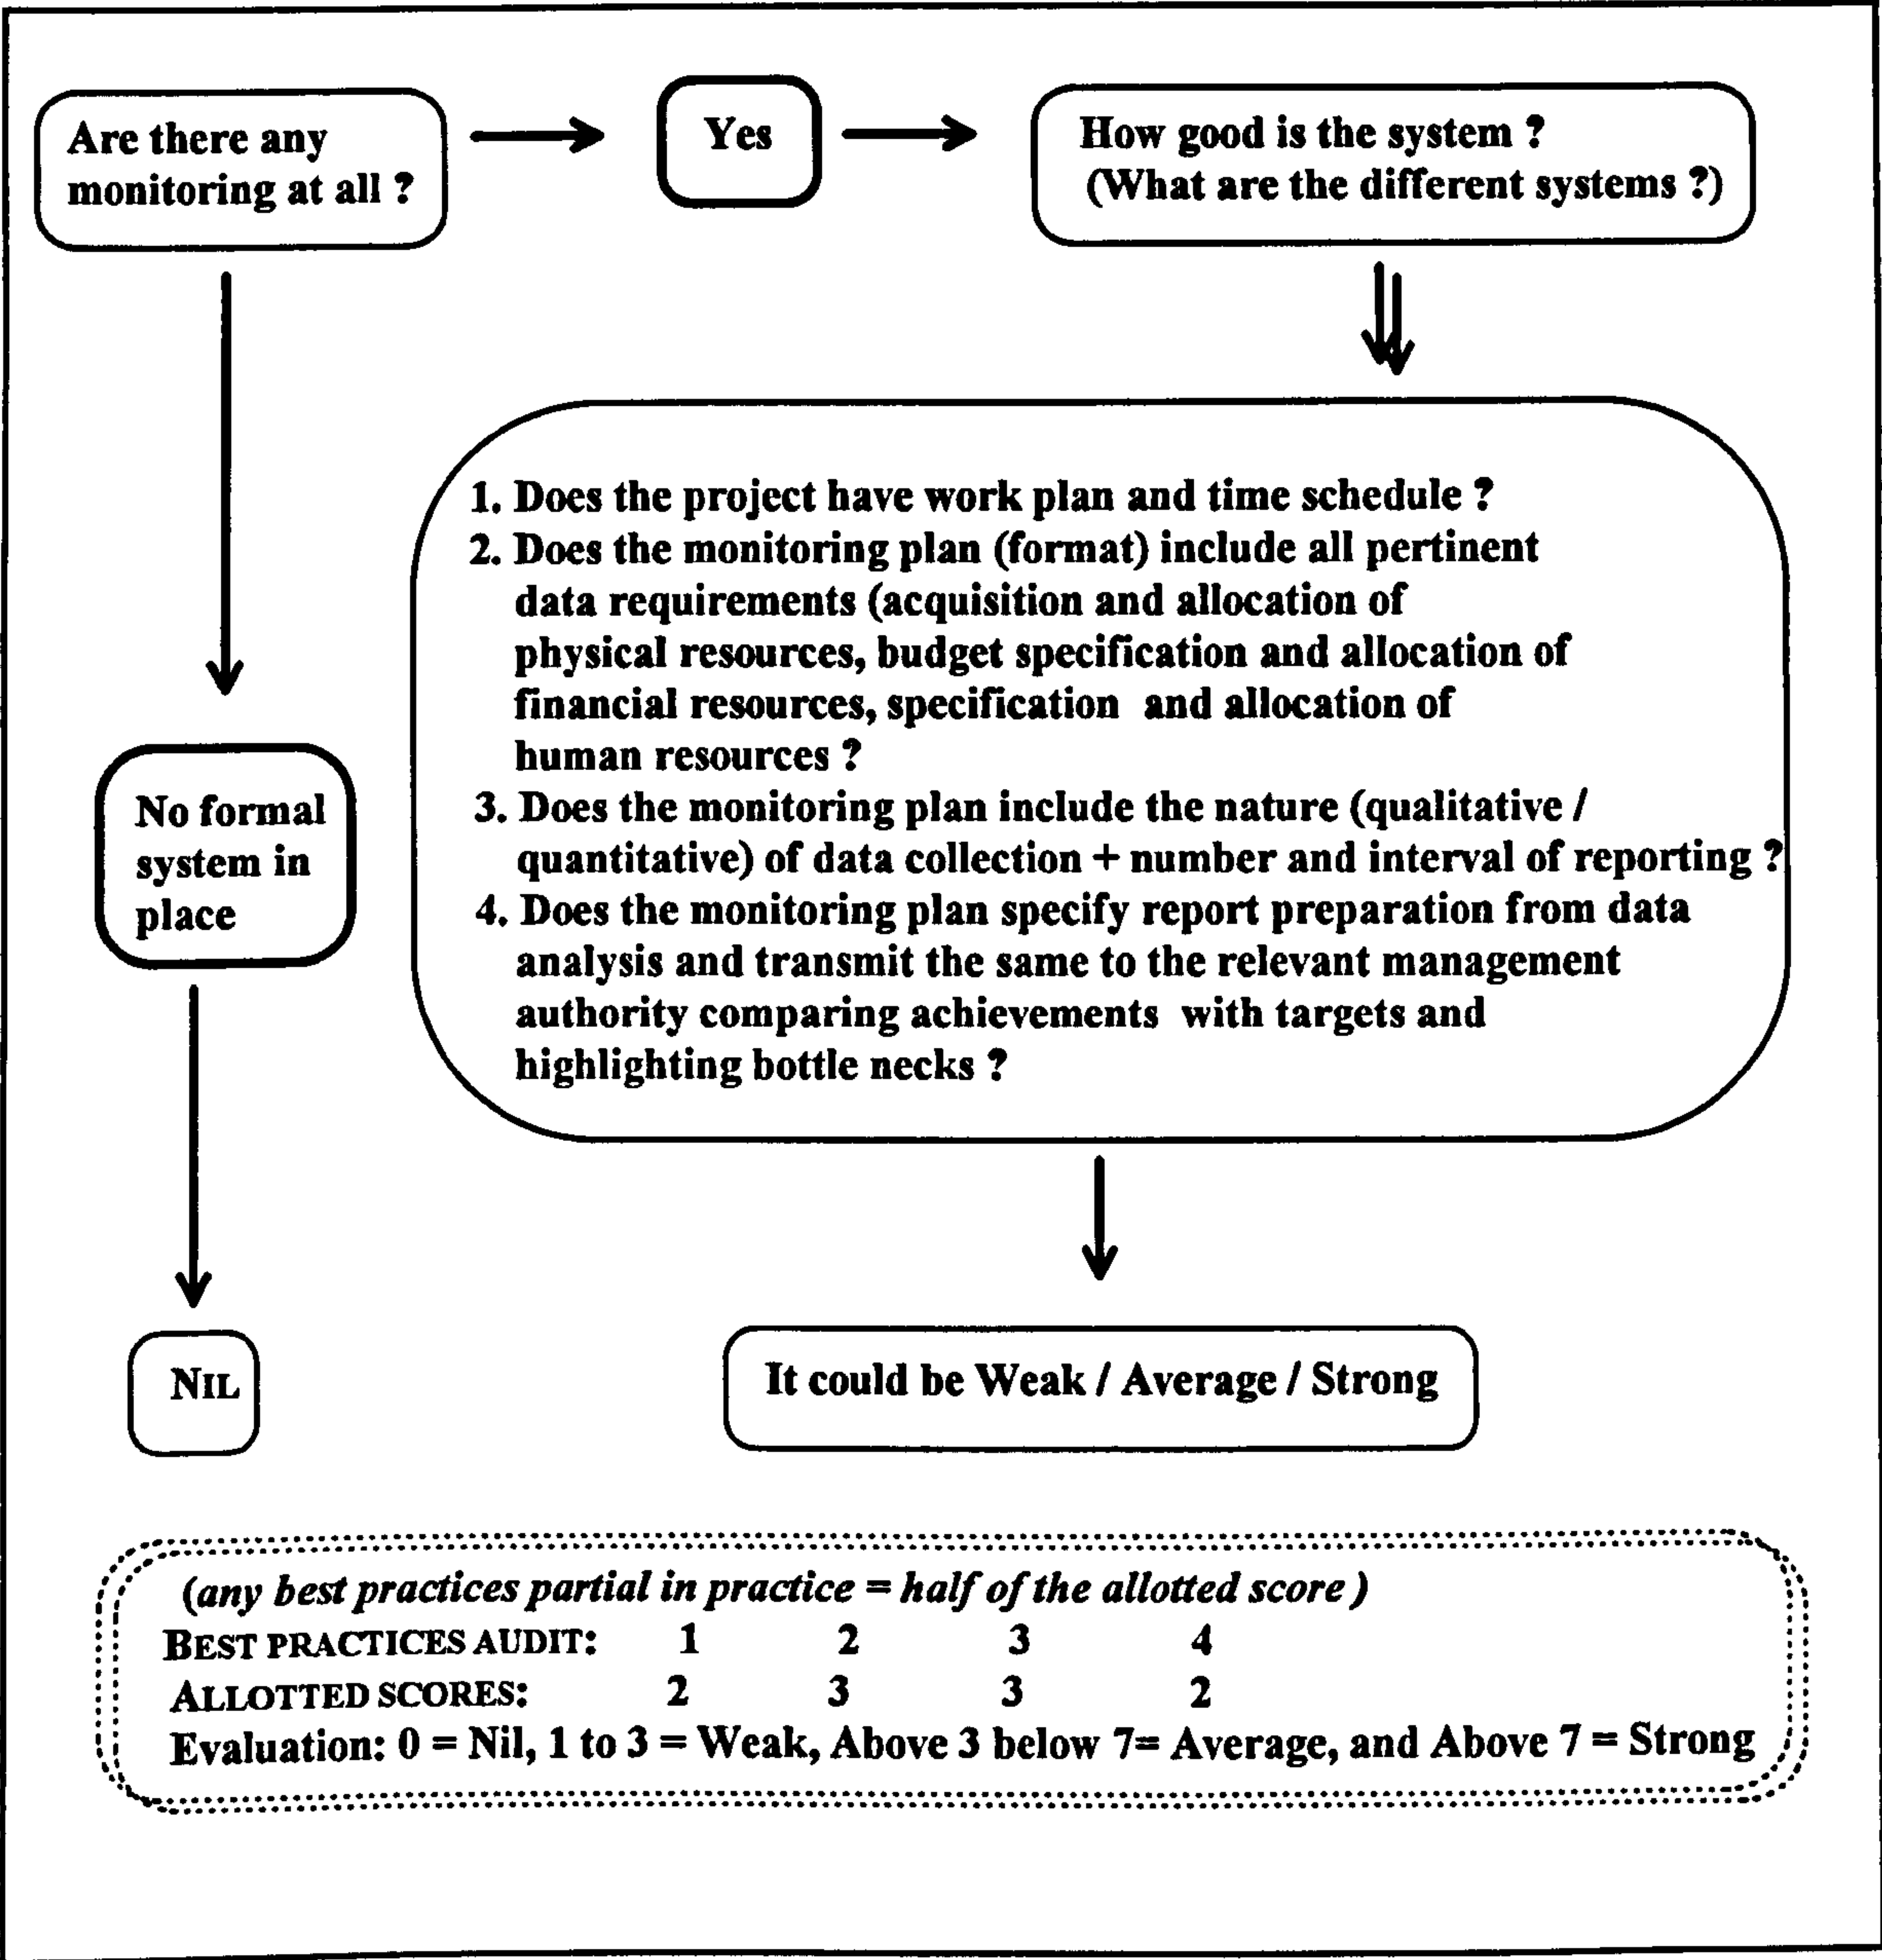 Are there any
monitoring at all ?
Yes
How good is the system ?
(What are the different systems ?)
1. Does the project have work plan and time schedule ?
2. Does the monitoring plan (format) include all pertinent
data requirements (acquisition and allocation of
physical resources, budget specification and allocation of
financial resources, specification and allocation of
human resources ?
3. Does the monitoring plan include the nature (qualitative /
quantitative) of data collection + number and interval of reporting ?
4. Does the monitoring plan specify report preparation from data
analysis and transmit the same to the relevant management
authority comparing achievements with targets and
highlighting bottle necks ?
No formal
system in
place
NIL
It could be Weak / Average / Strong
(any best practices partial in practice = half of the allotted score )
BEST PRACTICES AUDIT: 1 2 3 4
ALLOTTED SCORES: 2 3 3 2
Evaluation: 0 = Nil, 1 to 3 = Weak, Above 3 below 7= Average, and Above 7 = Strong